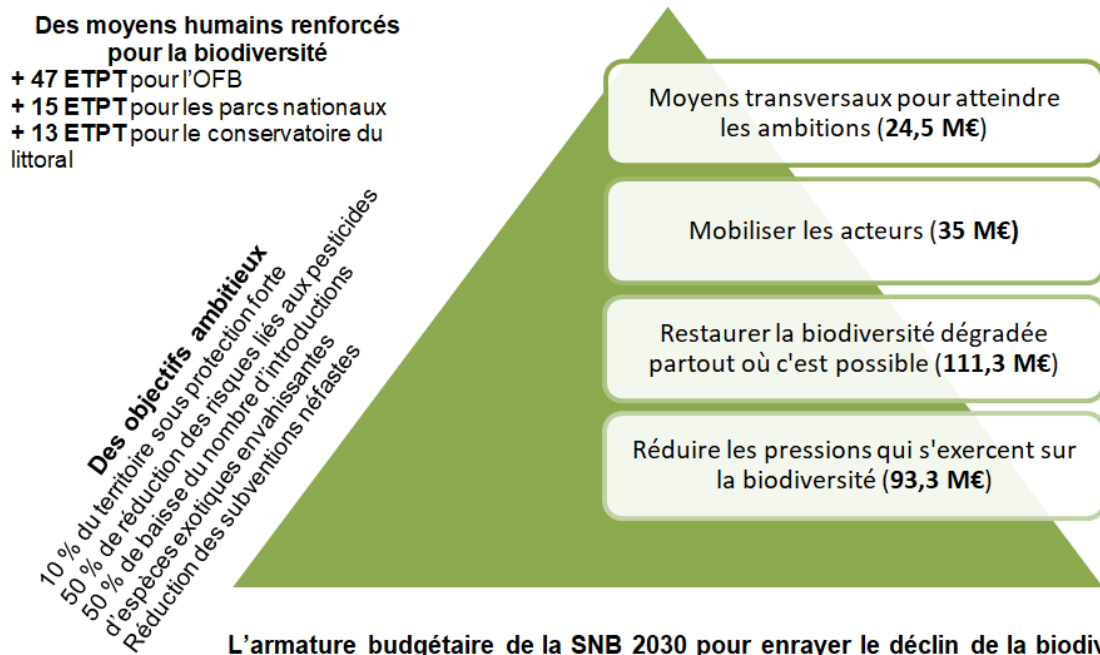 Des moyens humains renforcés
pour la biodiversité
+ 47 ETPT pour l'OFB
+ 15 ETPT pour les parcs nationaux
+ 13 ETPT pour le conservatoire du
littoral
Des objectifs ambitieux
10 % du territoire sous protection forte
50 % de réduction des risques liés aux pesticides
50 % de baisse du nombre d'introductions
d'espèces exotiques envahissantes
Réduction des subventions néfastes
Moyens transversaux pour atteindre
les ambitions (24,5 M€)
Mobiliser les acteurs (35 M€)
Restaurer la biodiversité dégradée
partout où c'est possible (111,3 M€)
Réduire les pressions qui s'exercent sur
la biodiversité (93,3 M€)
L'armature budgétaire de la SNB 2030 pour enrayer le déclin de la